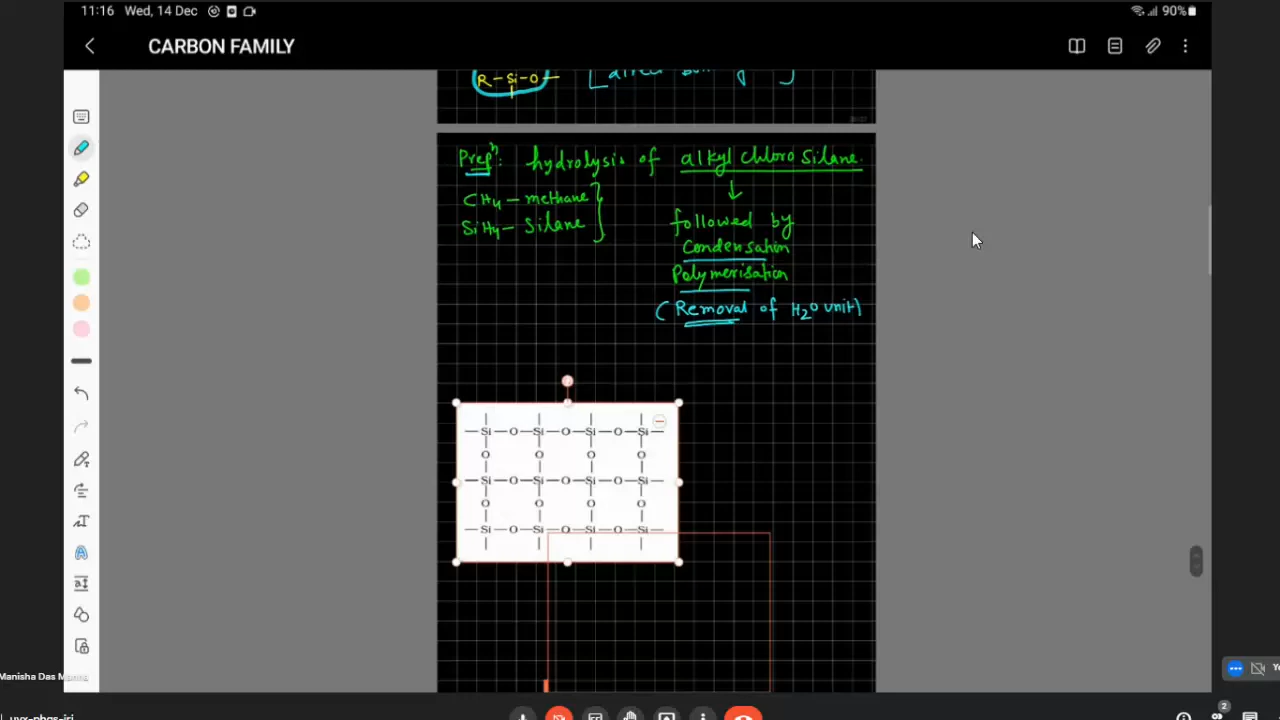 11:16 Wed, 14 Dec
90%
CARBON FAMILY
R-Si-O-
Prepⁿ: hydrolysis of alkyl chloro silane.
CH4 - methane
SiH4 - Silane
followed by
Condensation
Polymerisation
(Removal of H2O unit)
—Si—O—Si—O—Si—O—Si—
O O O O
—Si—O—Si—O—Si—O—Si—
O O O O
—Si—O—Si—O—Si—O—Si—
Manisha Das
2